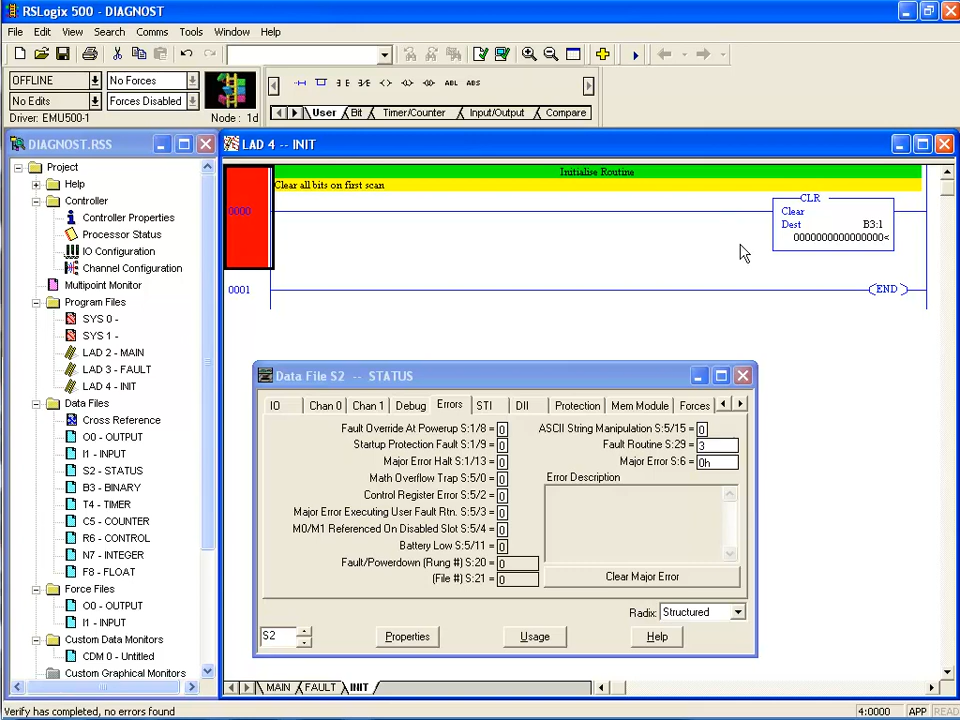 RSLogix 500 - DIAGNOST
File Edit View Search Comms Tools Window Help
OFFLINE No Forces
No Edits Forces Disabled
Driver: EMU500-1 Node: 1d
ABL ABS
User Bit Timer/Counter Input/Output Compare
DIAGNOST.RSS
Project
Help
Controller
Controller Properties
Processor Status
IO Configuration
Channel Configuration
Multipoint Monitor
Program Files
SYS 0 -
SYS 1 -
LAD 2 - MAIN
LAD 3 - FAULT
LAD 4 - INIT
Data Files
Cross Reference
O0 - OUTPUT
I1 - INPUT
S2 - STATUS
B3 - BINARY
T4 - TIMER
C5 - COUNTER
R6 - CONTROL
N7 - INTEGER
F8 - FLOAT
Force Files
O0 - OUTPUT
I1 - INPUT
Custom Data Monitors
CDM 0 - Untitled
Custom Graphical Monitors
LAD 4 -- INIT
Initialise Routine
Clear all bits on first scan
0000
CLR
Clear
Dest B3:1
0000000000000000<
0001
END
Data File S2 -- STATUS
IO Chan 0 Chan 1 Debug Errors STI DII Protection Mem Module Forces
Fault Override At Powerup S:1/8 = 0
Startup Protection Fault S:1/9 = 0
Major Error Halt S:1/13 = 0
Math Overflow Trap S:5/0 = 0
Control Register Error S:5/2 = 0
Major Error Executing User Fault Rtn. S:5/3 = 0
M0/M1 Referenced On Disabled Slot S:5/4 = 0
Battery Low S:5/11 = 0
Fault/Powerdown (Rung #) S:20 = 0
(File #) S:21 = 0
ASCII String Manipulation S:5/15 = 0
Fault Routine S:29 = 3
Major Error S:6 = 0h
Error Description
Clear Major Error
Radix: Structured
S2 Properties Usage Help
MAIN FAULT INIT
Verify has completed, no errors found 4:0000 APP READ